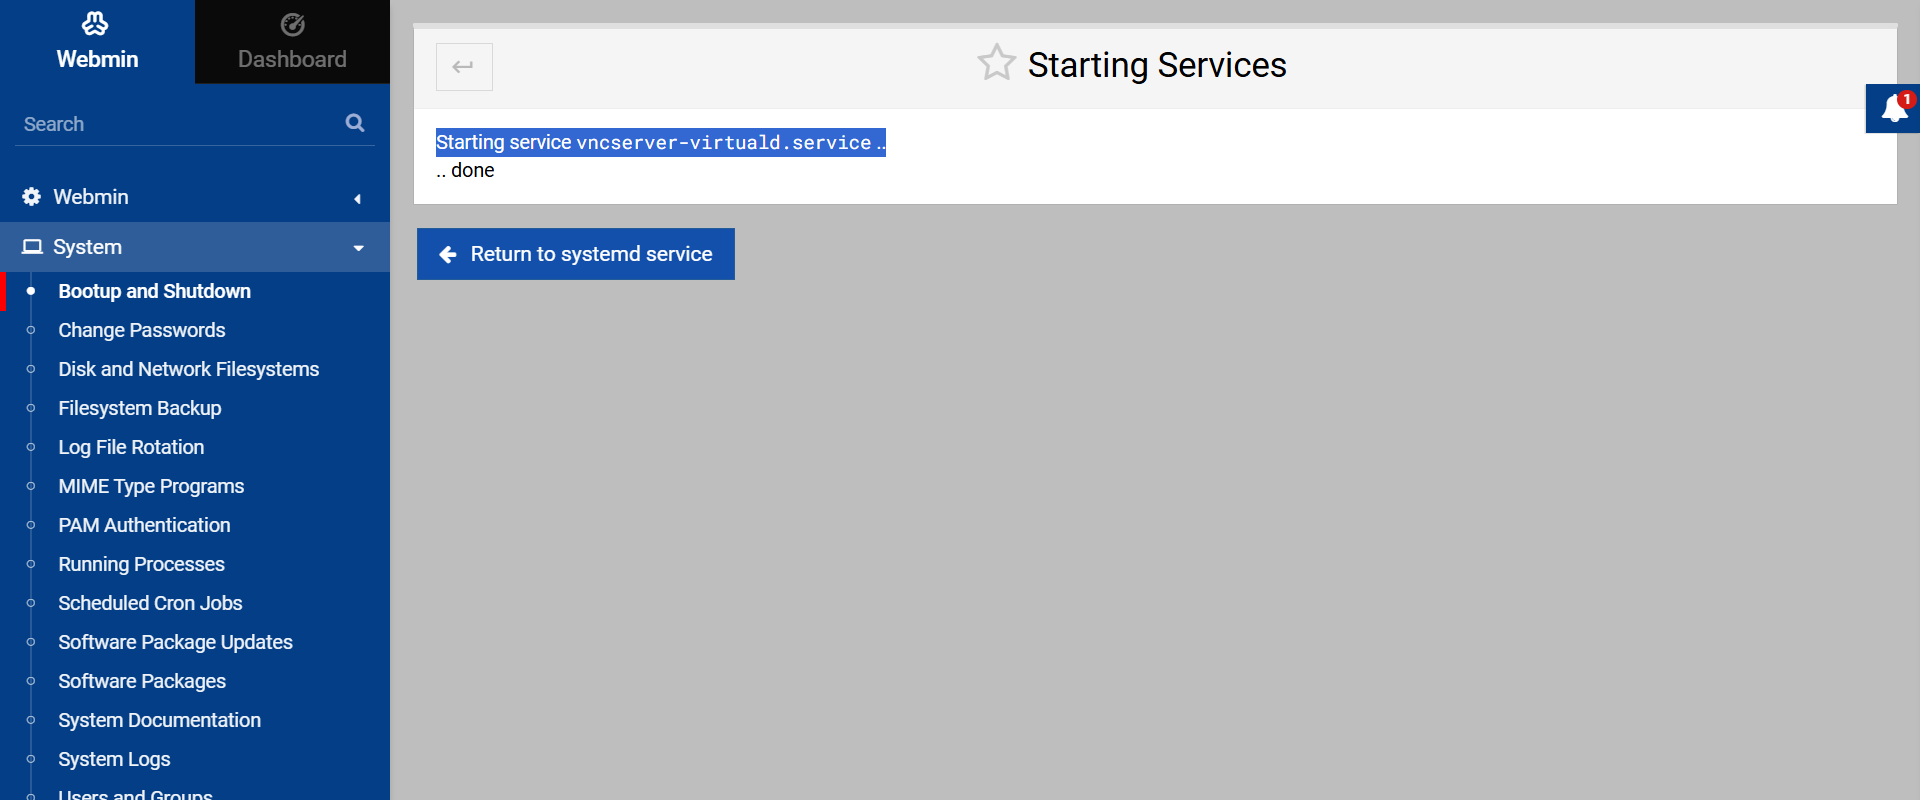 Webmin
Dashboard
Search
Webmin
System
Bootup and Shutdown
Change Passwords
Disk and Network Filesystems
Filesystem Backup
Log File Rotation
MIME Type Programs
PAM Authentication
Running Processes
Scheduled Cron Jobs
Software Package Updates
Software Packages
System Documentation
System Logs
Users and Groups
Starting Services
1
Starting service vncserver-virtuald.service ..
.. done
Return to systemd service